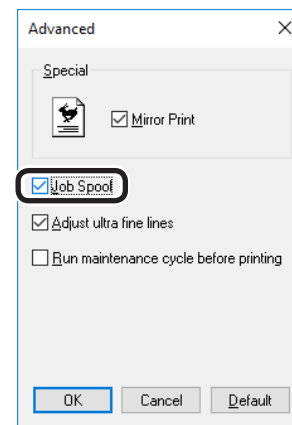 Advanced
Special
Mirror Print
Job Spool
Adjust ultra fine lines
Run maintenance cycle before printing
OK Cancel Default